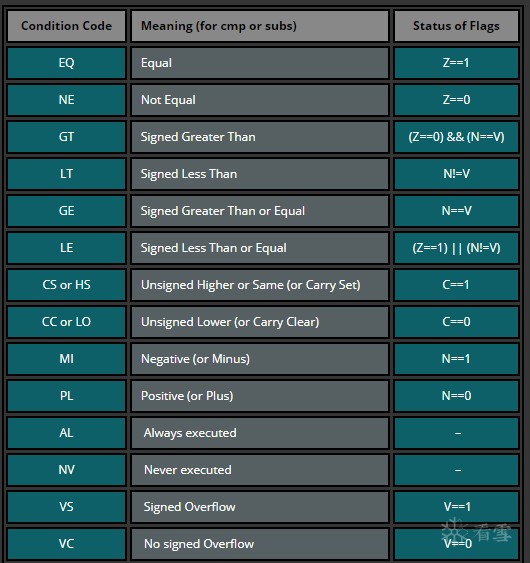 Condition Code Meaning (for cmp or subs) Status of Flags
EQ Equal Z==1
NE Not Equal Z==0
GT Signed Greater Than (Z==0) && (N==V)
LT Signed Less Than N!=V
GE Signed Greater Than or Equal N==V
LE Signed Less Than or Equal (Z==1) || (N!=V)
CS or HS Unsigned Higher or Same (or Carry Set) C==1
CC or LO Unsigned Lower (or Carry Clear) C==0
MI Negative (or Minus) N==1
PL Positive (or Plus) N==0
AL Always executed –
NV Never executed –
VS Signed Overflow V==1
VC No signed Overflow V==0
看雪